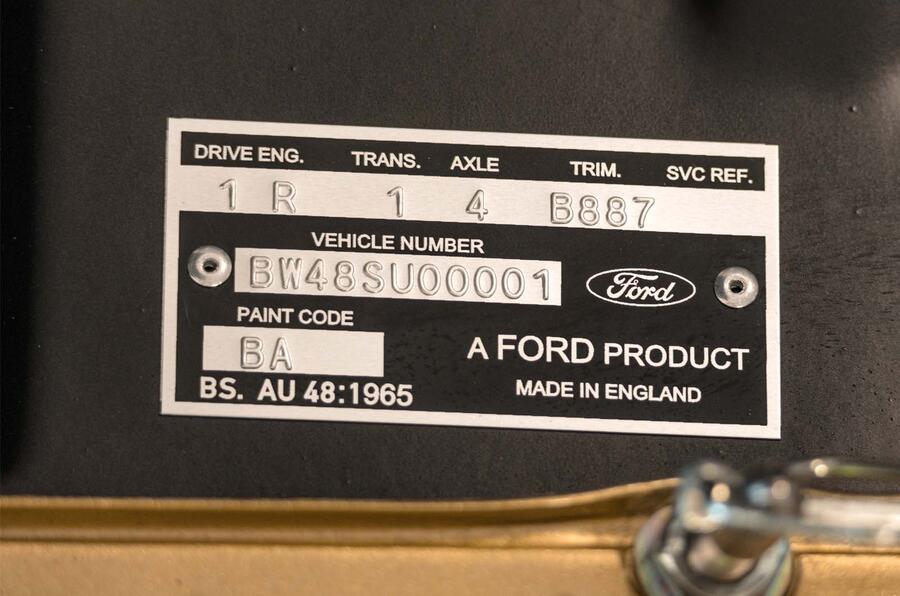 DRIVE ENG. TRANS. AXLE TRIM. SVC REF.
1 R 1 4 B887
VEHICLE NUMBER
BW48SU00001
Ford
PAINT CODE
BA
A FORD PRODUCT
BS. AU 48:1965
MADE IN ENGLAND